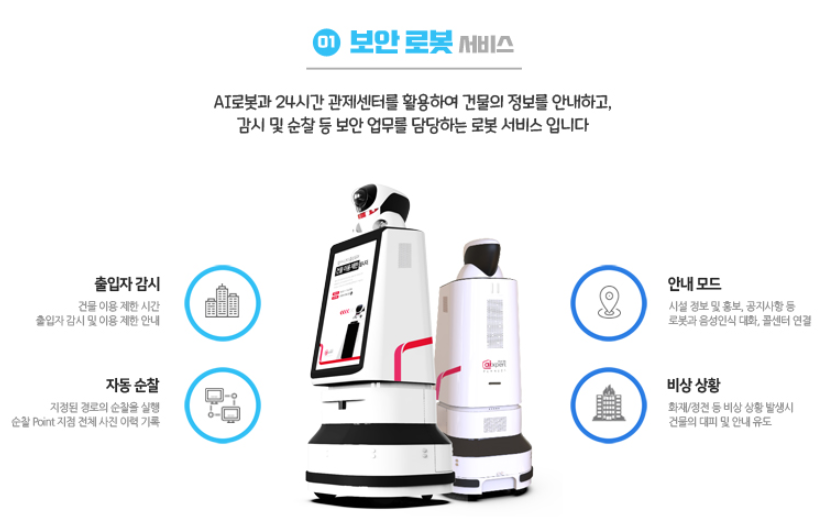 01 보안 로봇 서비스
AI로봇과 24시간 관제센터를 활용하여 건물의 정보를 안내하고,
감시 및 순찰 등 보안 업무를 담당하는 로봇 서비스 입니다
출입자 감시
건물 이용 제한 시간
출입자 감시 및 이용 제한 안내
자동 순찰
지정된 경로의 순찰을 실행
순찰 Point 지점 전체 사진 이력 기록
안내 모드
시설 정보 및 홍보, 공지사항 등
로봇과 음성인식 대화, 콜센터 연결
비상 상황
화재/정전 등 비상 상황 발생시
건물의 대피 및 안내 유도